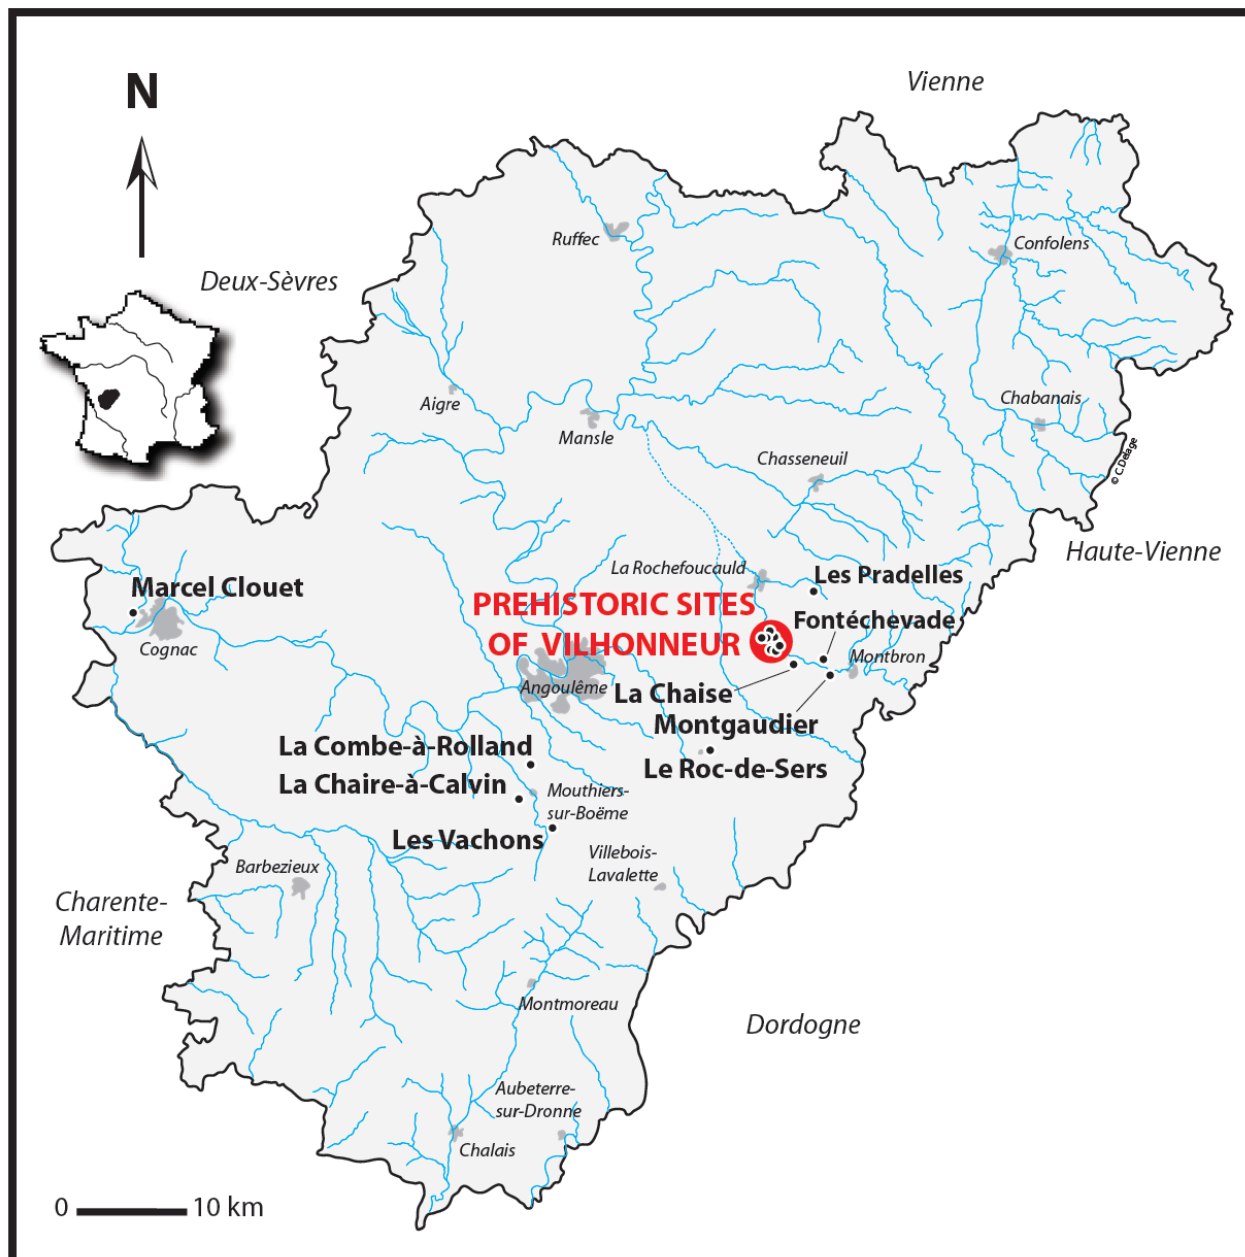 Vienne
N
Ruffec
Confolens
Deux-Sèvres
Aigre
Mansle
Chabanais
Chasseneuil
© C. Delage
Haute-Vienne
La Rochefoucauld
Les Pradelles
Marcel Clouet
PREHISTORIC SITES
OF VILHONNEUR
Fontéchevade
Cognac
Montbron
Angoulême
La Chaise
Montgaudier
La Combe-à-Rolland
Le Roc-de-Sers
La Chaire-à-Calvin
Mouthiers-
sur-Boëme
Les Vachons
Villebois-
Lavalette
Barbezieux
Charente-
Maritime
Montmoreau
Dordogne
Aubeterre-
sur-Dronne
Chalais
0 10 km